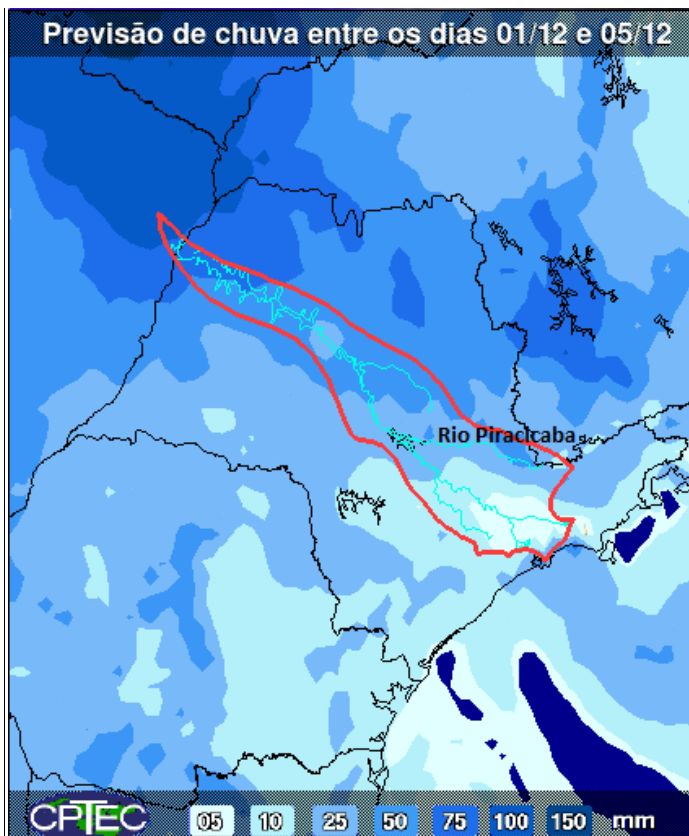 Previsão de chuva entre os dias 01/12 e 05/12
Rio Piracicaba
CPTEC 05 10 25 50 75 100 150 mm